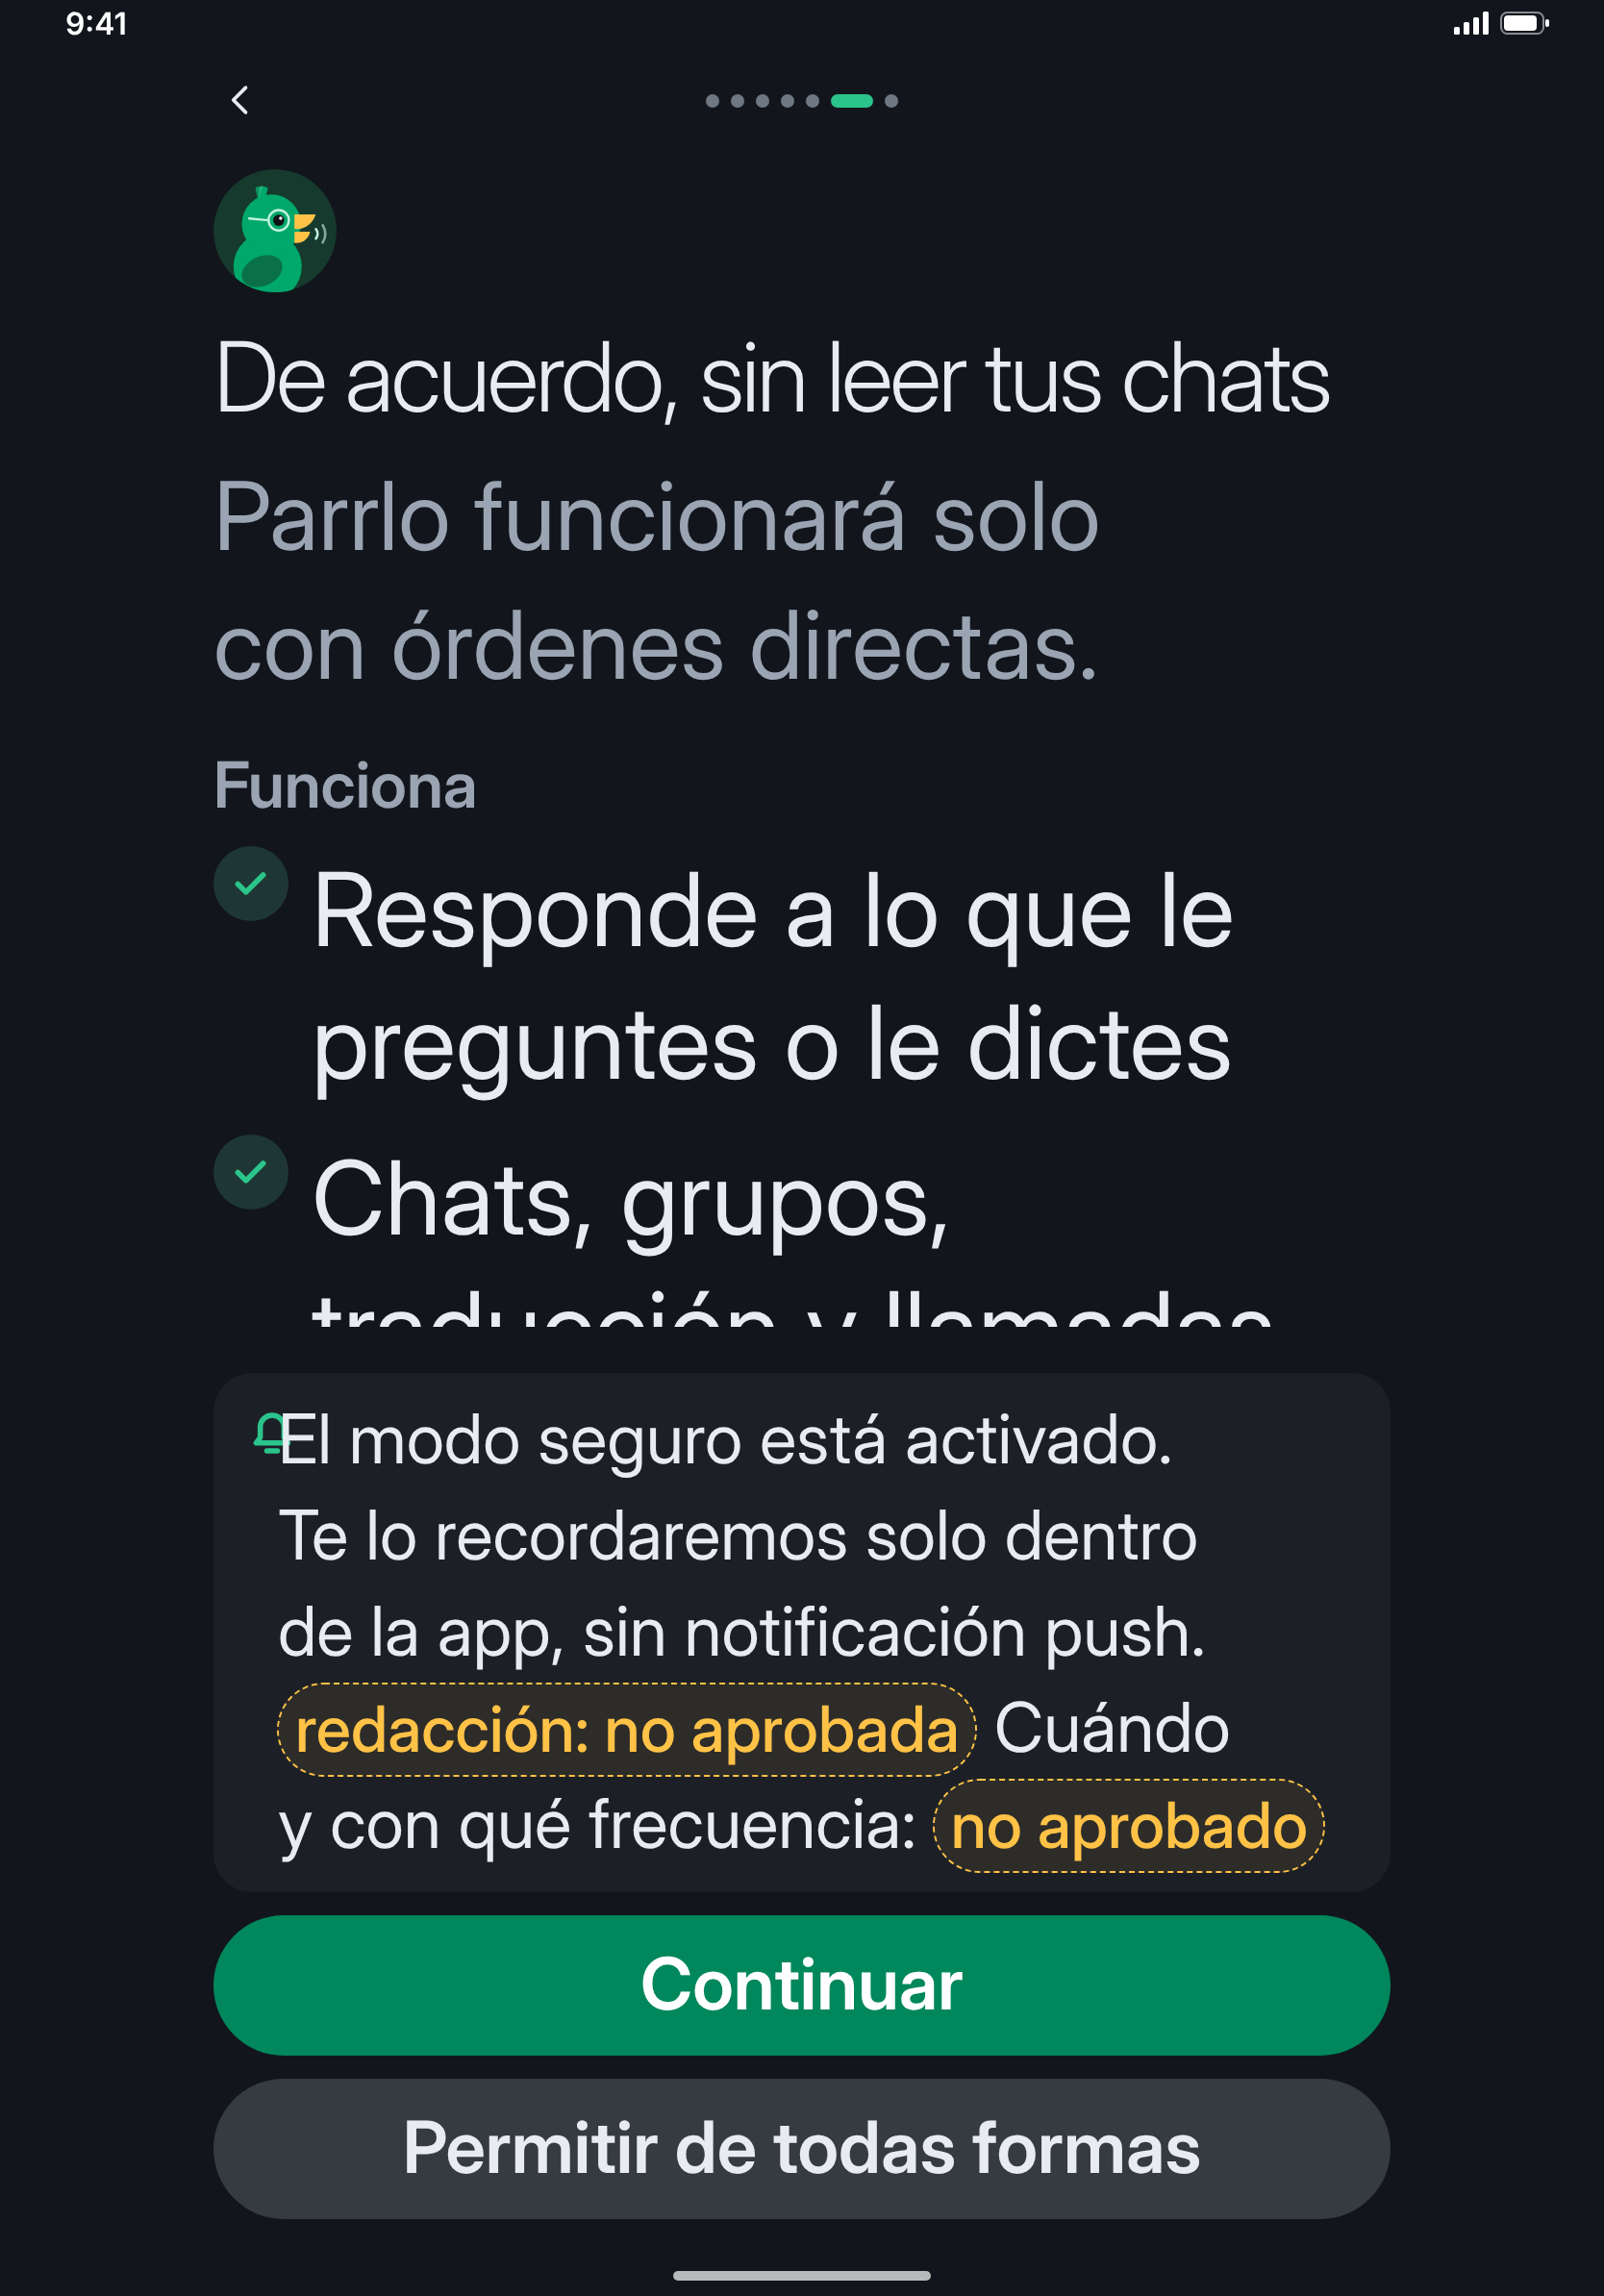 9:41
De acuerdo, sin leer tus chats
Parrlo funcionará solo
con órdenes directas.
Funciona
Responde a lo que le
preguntes o le dictes
Chats, grupos,
traducción y llamadas
El modo seguro está activado.
Te lo recordaremos solo dentro
de la app, sin notificación push.
redacción: no aprobada Cuándo
y con qué frecuencia: no aprobado
Continuar
Permitir de todas formas